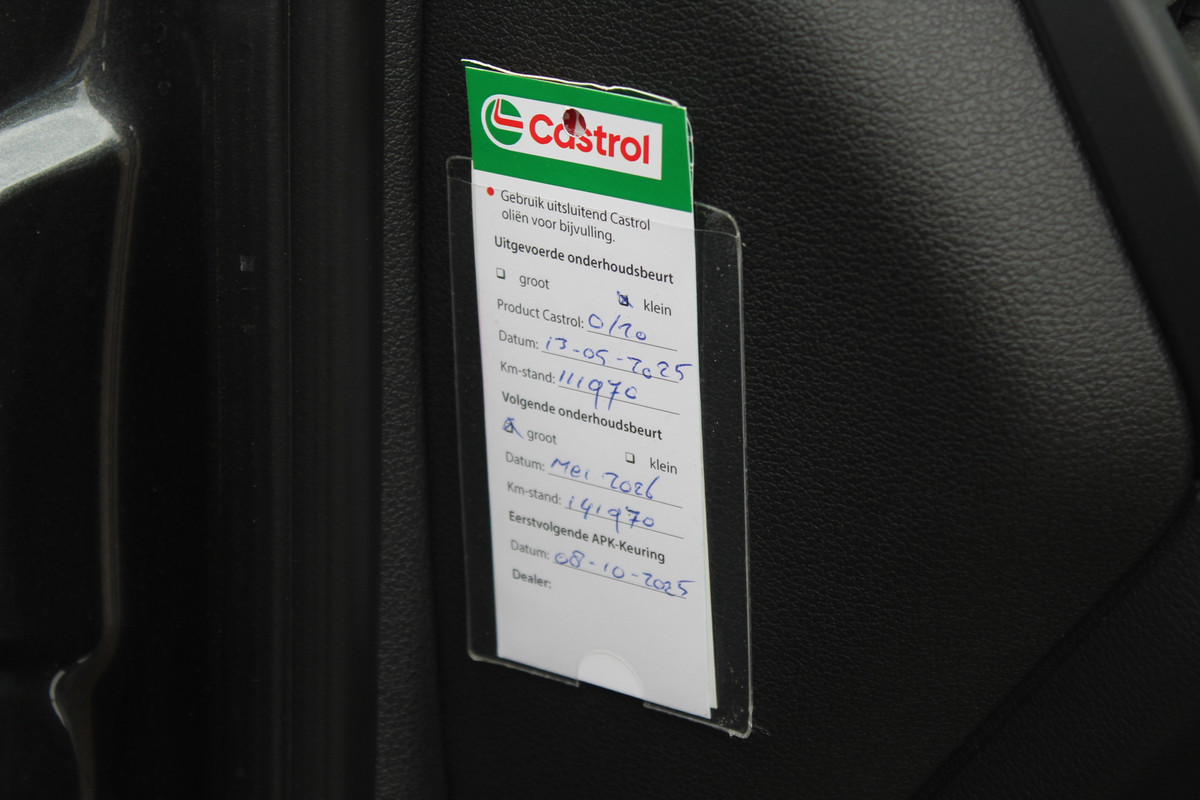 Castrol
Gebruik uitsluitend Castrol
oliën voor bijvulling.
Uitgevoerde onderhoudsbeurt
groot klein
Product Castrol: 0/20
Datum: 13-05-2025
Km-stand: 111970
Volgende onderhoudsbeurt
groot klein
Datum: Mei 2026
Km-stand: 141970
Eerstvolgende APK-Keuring
Datum: 08-10-2025
Dealer: